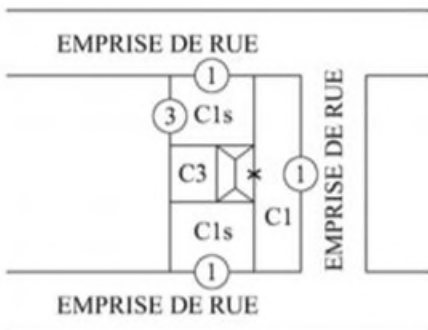 EMPRISE DE RUE
1
3
C1s
EMPRISE DE RUE
C3
x
1
C1
C1s
1
EMPRISE DE RUE